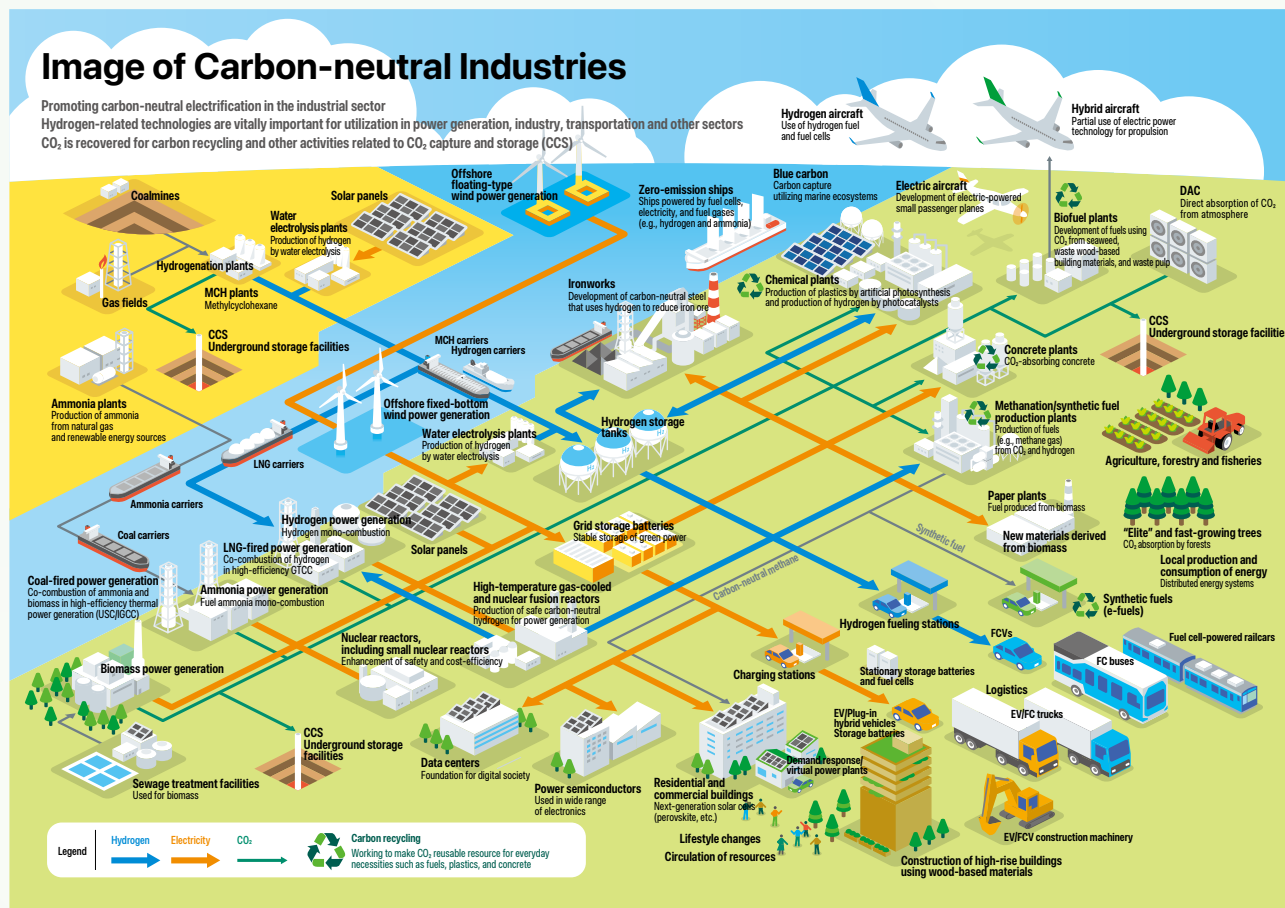 Image of Carbon-neutral Industries
Promoting carbon-neutral electrification in the industrial sector
Hydrogen-related technologies are vitally important for utilization in power generation, industry, transportation and other sectors
CO₂ is recovered for carbon recycling and other activities related to CO₂ capture and storage (CCS)
Hydrogen aircraft
Use of hydrogen fuel
and fuel cells
Hybrid aircraft
Partial use of electric power
technology for propulsion
Coalmines
Solar panels
Water
electrolysis plants
Production of hydrogen
by water electrolysis
Offshore
floating-type
wind power generation
Zero-emission ships
Ships powered by fuel cells,
electricity, and fuel gases
(e.g., hydrogen and ammonia)
Blue carbon
Carbon capture
utilizing marine ecosystems
Electric aircraft
Development of electric-powered
small passenger planes
Biofuel plants
Development of fuels using
CO₂ from seaweed,
waste wood-based
building materials, and waste pulp
DAC
Direct absorption of CO₂
from atmosphere
Hydrogenation plants
Gas fields
MCH plants
Methylcyclohexane
CCS
Underground storage facilities
Ironworks
Development of carbon-neutral steel
that uses hydrogen to reduce iron ore
Chemical plants
Production of plastics by artificial photosynthesis
and production of hydrogen by photocatalysts
CCS
Underground storage facilities
MCH carriers
Hydrogen carriers
Concrete plants
CO₂-absorbing concrete
Ammonia plants
Production of ammonia
from natural gas
and renewable energy sources
Offshore fixed-bottom
wind power generation
Water electrolysis plants
Production of hydrogen
by water electrolysis
Hydrogen storage
tanks
H₂
H₂
H₂
Methanation/synthetic fuel
production plants
Production of fuels
(e.g., methane gas)
from CO₂ and hydrogen
Agriculture, forestry and fisheries
LNG carriers
Ammonia carriers
Coal carriers
Hydrogen power generation
Hydrogen mono-combustion
Solar panels
Grid storage batteries
Stable storage of green power
Paper plants
Fuel produced from biomass
New materials derived
from biomass
"Elite" and fast-growing trees
CO₂ absorption by forests
Local production and
consumption of energy
Distributed energy systems
Synthetic fuel
Carbon-neutral methane
LNG-fired power generation
Co-combustion of hydrogen
in high-efficiency GTCC
Coal-fired power generation
Co-combustion of ammonia and
biomass in high-efficiency thermal
power generation (USC/IGCC)
Ammonia power generation
Fuel ammonia mono-combustion
High-temperature gas-cooled
and nuclear fusion reactors
Production of safe carbon-neutral
hydrogen for power generation
Hydrogen fueling stations
Synthetic fuels
(e-fuels)
Nuclear reactors,
including small nuclear reactors
Enhancement of safety and cost-efficiency
Biomass power generation
Charging stations
FCVs
Fuel cell-powered railcars
FC buses
Stationary storage batteries
and fuel cells
Logistics
EV/FC trucks
EV/Plug-in
hybrid vehicles
Storage batteries
CCS
Underground storage
facilities
Data centers
Foundation for digital society
Demand response/
virtual power plants
Sewage treatment facilities
Used for biomass
Power semiconductors
Used in wide range
of electronics
Residential and
commercial buildings
Next-generation solar cells
(perovskite, etc.)
Lifestyle changes
Circulation of resources
EV/FCV construction machinery
Construction of high-rise buildings
using wood-based materials
Legend
Hydrogen
Electricity
CO₂
Carbon recycling
Working to make CO₂ reusable resource for everyday
necessities such as fuels, plastics, and concrete